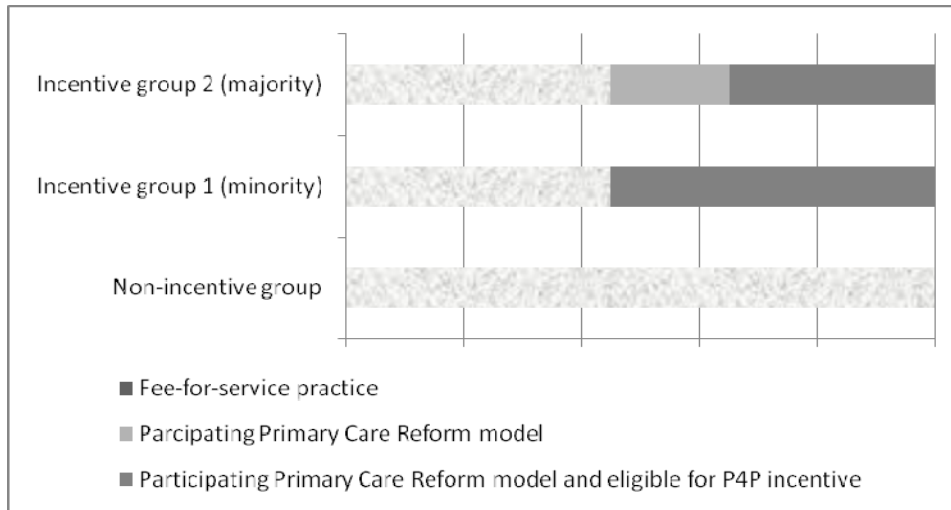 Incentive group 2 (majority)
Incentive group 1 (minority)
Non-incentive group
Fee-for-service practice
Parcipating Primary Care Reform model
Participating Primary Care Reform model and eligible for P4P incentive